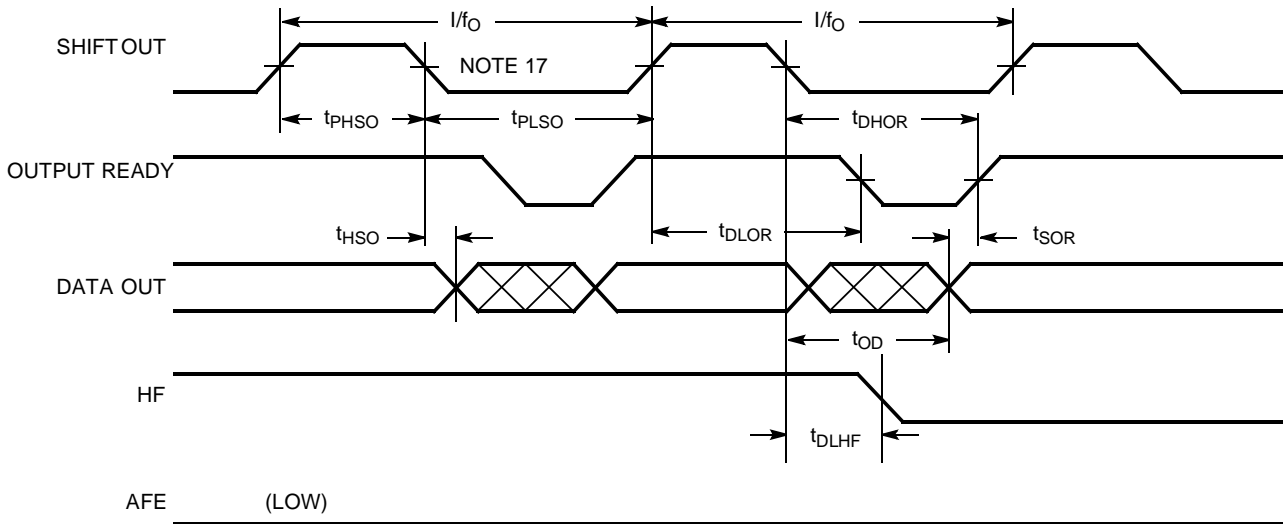 I/fO I/fO
SHIFT OUT
NOTE 17
tPHSO tPLSO tDHOR
OUTPUT READY
tHSO tDLOR tSOR
DATA OUT
tOD
HF
tDLHF
AFE (LOW)